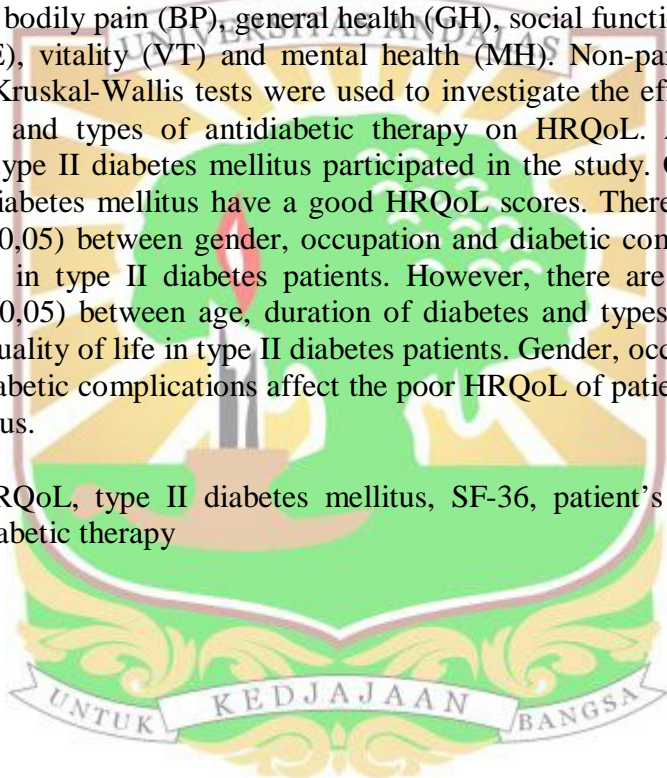 bodily pain (BP), general health (GH), social functi
E), vitality (VT) and mental health (MH). Non-pa
UNIVERSITAS ANDALAS
Kruskal-Wallis tests were used to investigate the ef
and types of antidiabetic therapy on HRQoL.
ype II diabetes mellitus participated in the study.
iabetes mellitus have a good HRQoL scores. There
0,05) between gender, occupation and diabetic com
in type II diabetes patients. However, there are
0,05) between age, duration of diabetes and types
uality of life in type II diabetes patients. Gender, occ
abetic complications affect the poor HRQoL of patie
us.
RQoL, type II diabetes mellitus, SF-36, patient's
abetic therapy
UNTUK KEDJAJAAN BANGSA